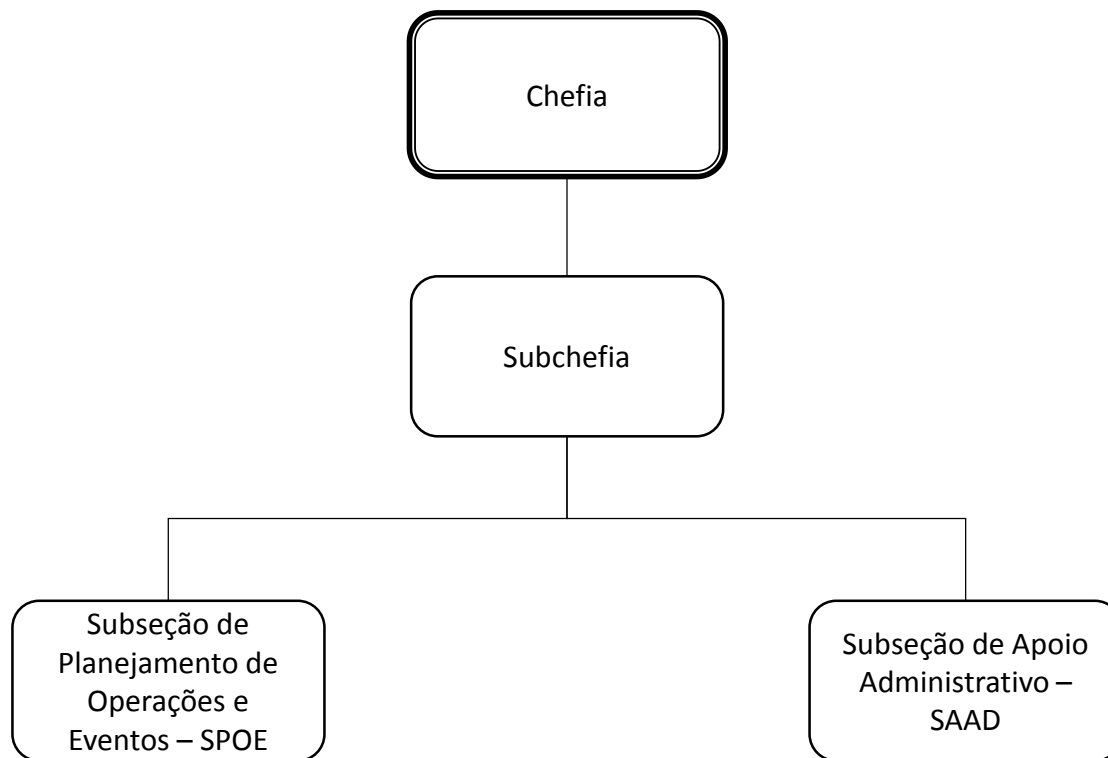 Chefia
Subchefia
Subseção de
Planejamento de
Operações e
Eventos – SPOE
Subseção de Apoio
Administrativo –
SAAD